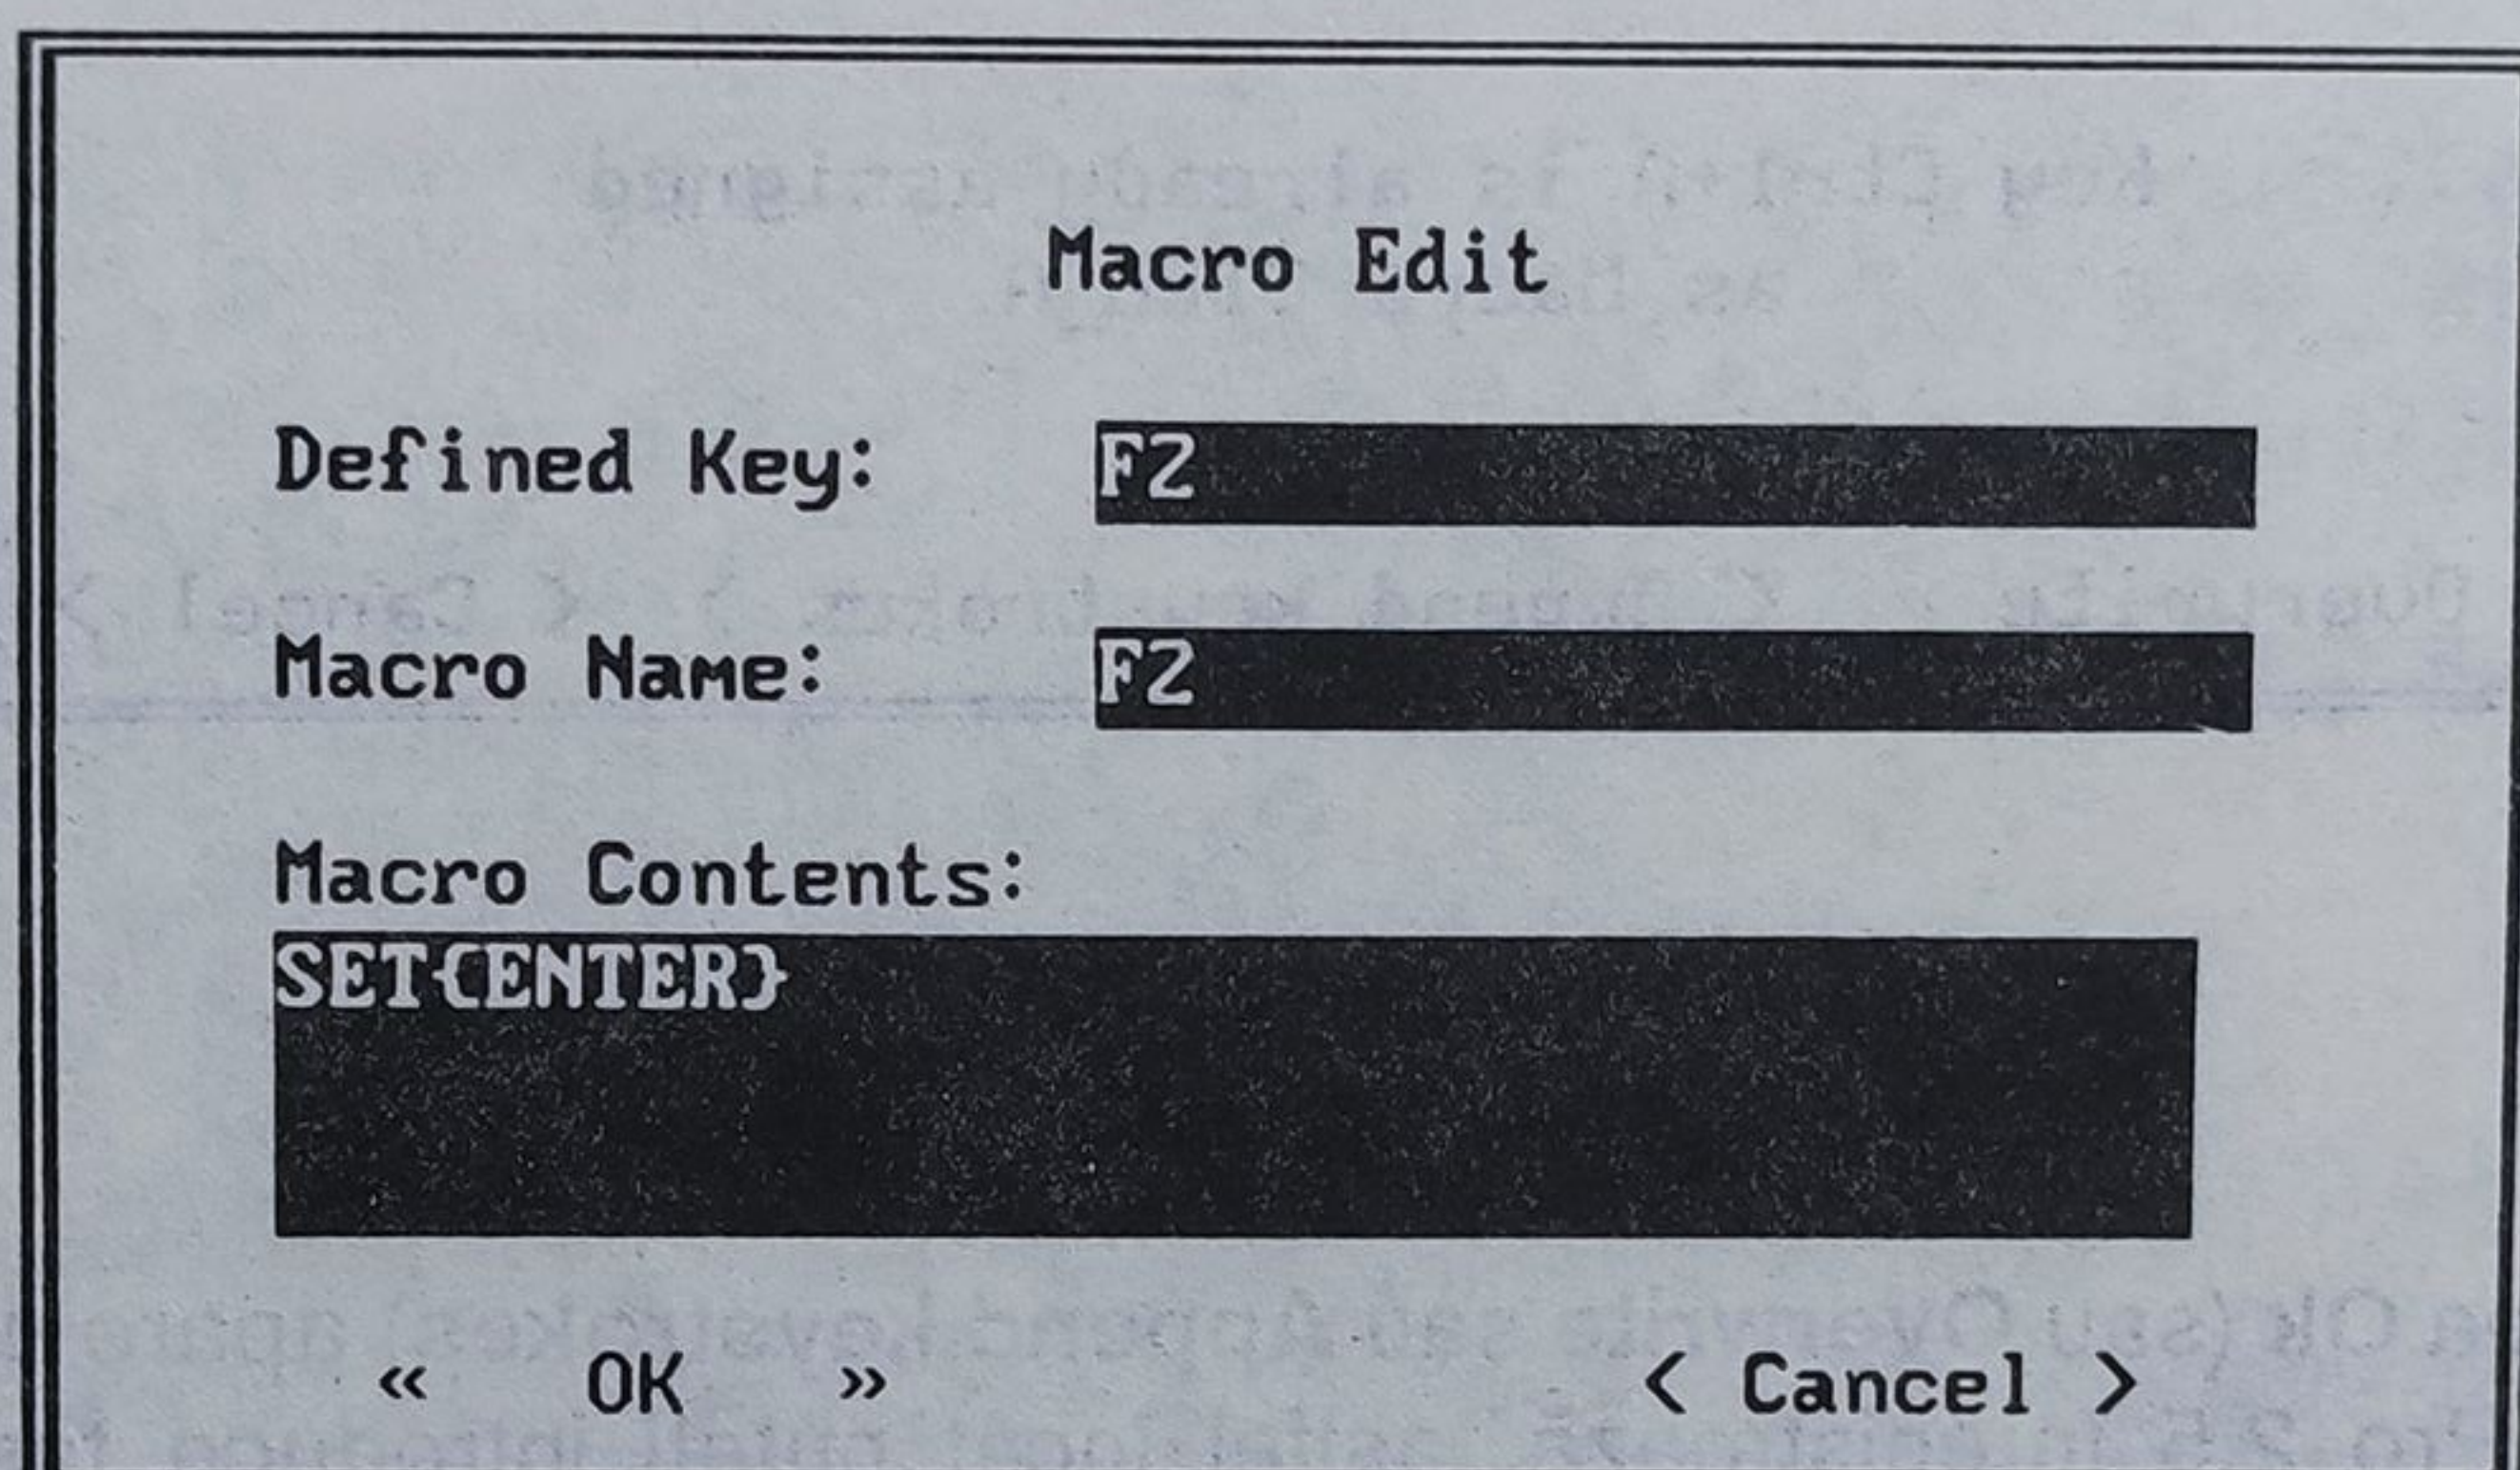 Macro Edit
Defined Key: F2
Macro Name: F2
Macro Contents:
SET{ENTER}
« OK » < Cancel >